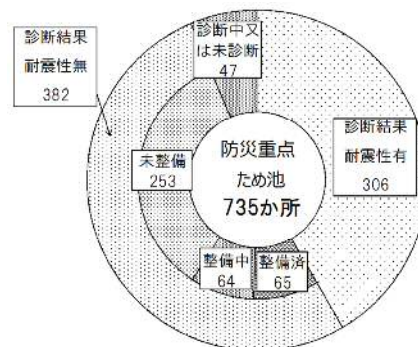 診断結果
耐震性無
382
診断中又
は未診断
47
診断結果
耐震性有
306
未整備
253
防災重点
ため池
735か所
整備中
64
整備済
65